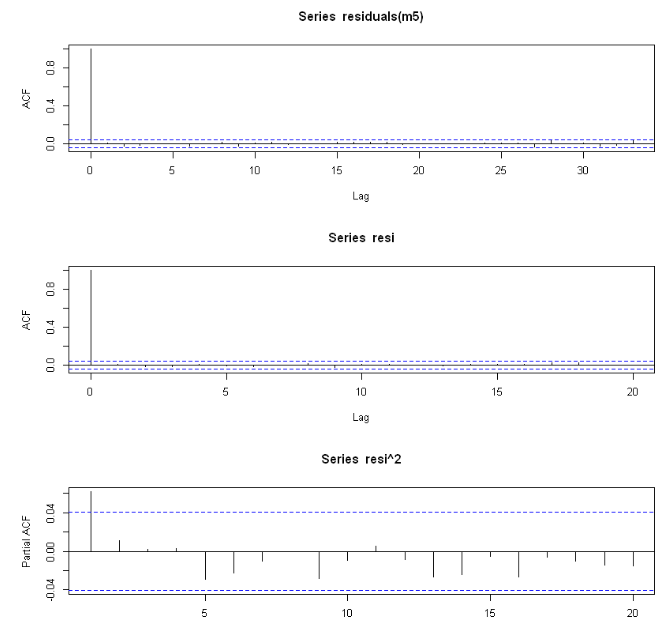 Series residuals(m5)
ACF
0.8
0.4
0.0
0 5 10 15 20 25 30
Lag
Series resi
ACF
0.8
0.4
0.0
0 5 10 15 20
Lag
Series resi^2
Partial ACF
0.04
0.00
-0.04
5 10 15 20